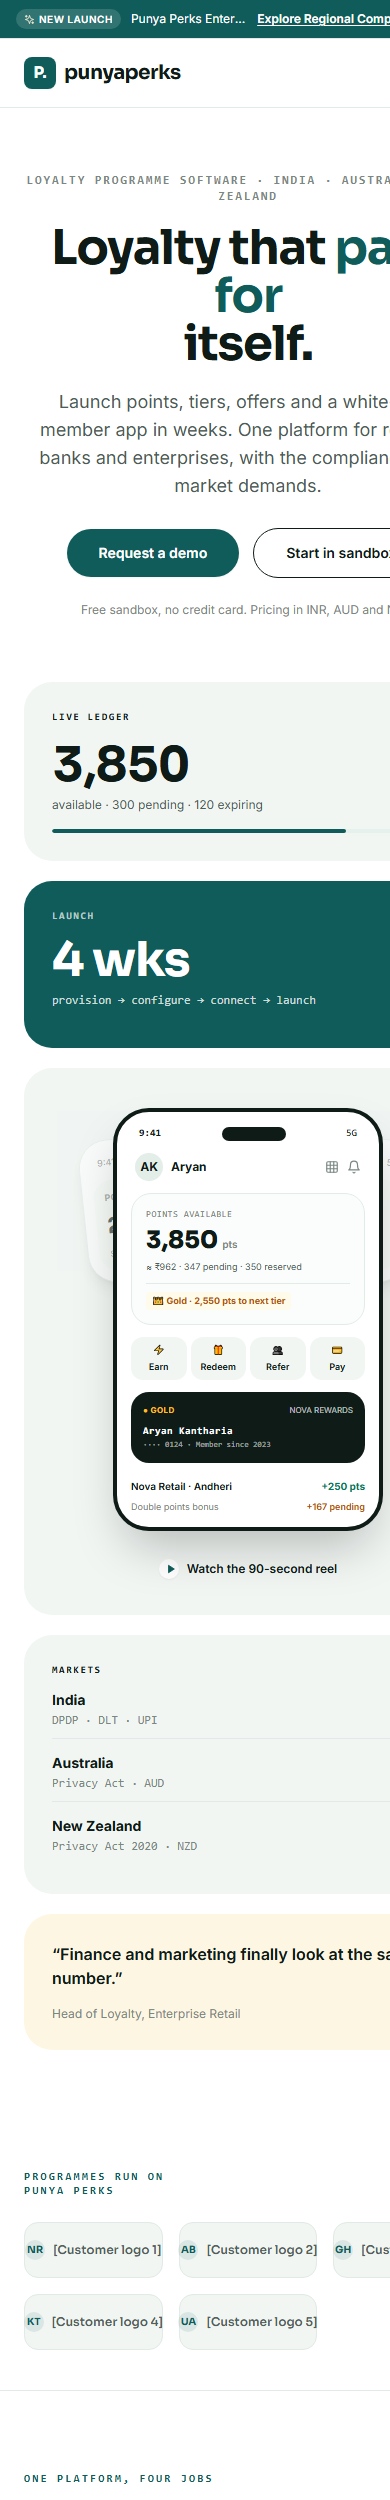 NEW LAUNCH Punya Perks Enter... Explore Regional Comp
P. punyaperks
LOYALTY PROGRAMME SOFTWARE · INDIA · AUSTRA
ZEALAND
Loyalty that pa
for
itself.
Launch points, tiers, offers and a white
member app in weeks. One platform for r
banks and enterprises, with the complian
market demands.
Request a demo
Start in sandbox
Free sandbox, no credit card. Pricing in INR, AUD and N
LIVE LEDGER
3,850
available · 300 pending · 120 expiring
LAUNCH
4 wks
provision → configure → connect → launch
9:41 5G
AK Aryan
POINTS AVAILABLE
3,850 pts
≈ ₹962 · 347 pending · 350 reserved
Gold · 2,550 pts to next tier
Earn Redeem Refer Pay
● GOLD NOVA REWARDS
Aryan Kantharia
···· 0124 · Member since 2023
Nova Retail · Andheri +250 pts
Double points bonus +167 pending
Watch the 90-second reel
MARKETS
India
DPDP · DLT · UPI
Australia
Privacy Act · AUD
New Zealand
Privacy Act 2020 · NZD
“Finance and marketing finally look at the sa
number.”
Head of Loyalty, Enterprise Retail
PROGRAMMES RUN ON
PUNYA PERKS
NR [Customer logo 1] AB [Customer logo 2] GH [Cus
KT [Customer logo 4] UA [Customer logo 5]
ONE PLATFORM, FOUR JOBS